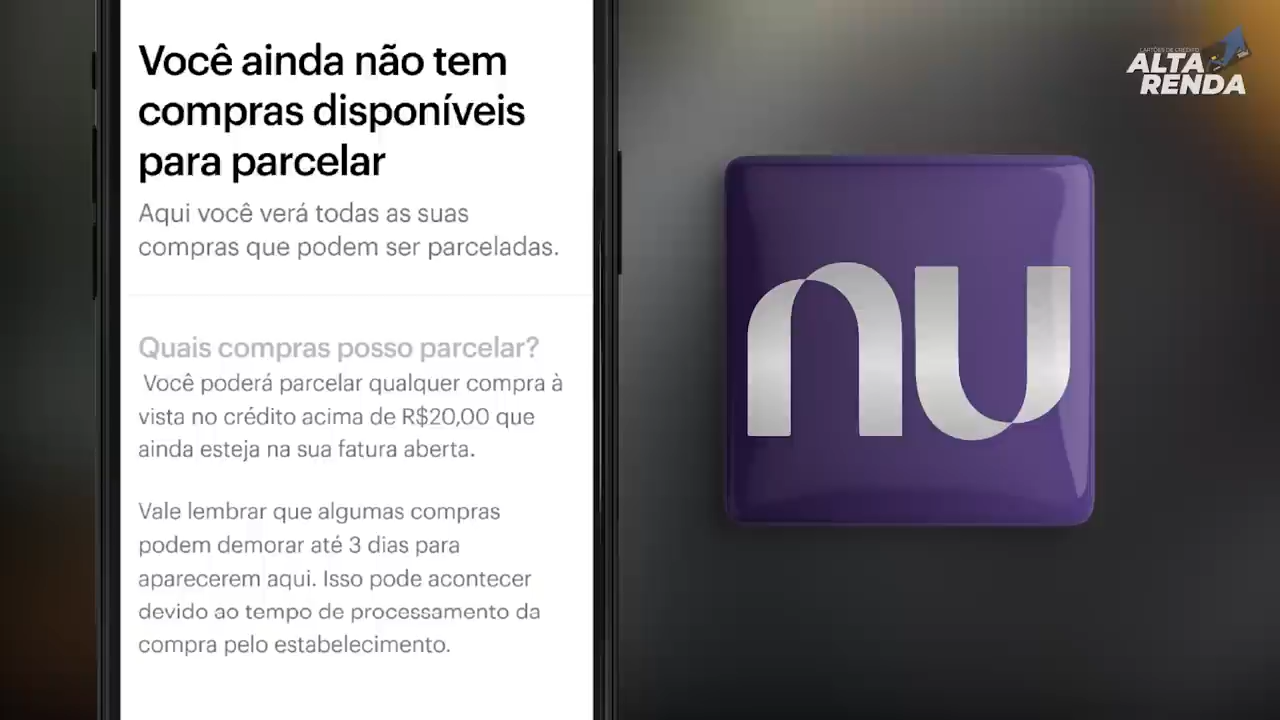 Você ainda não tem
compras disponíveis
para parcelar
Aqui você verá todas as suas
compras que podem ser parceladas.
Quais compras posso parcelar?
Você poderá parcelar qualquer compra à
vista no crédito acima de R$20,00 que
ainda esteja na sua fatura aberta.
Vale lembrar que algumas compras
podem demorar até 3 dias para
aparecerem aqui. Isso pode acontecer
devido ao tempo de processamento da
compra pelo estabelecimento.
CARTÕES DE CRÉDITO
ALTA
RENDA
nu